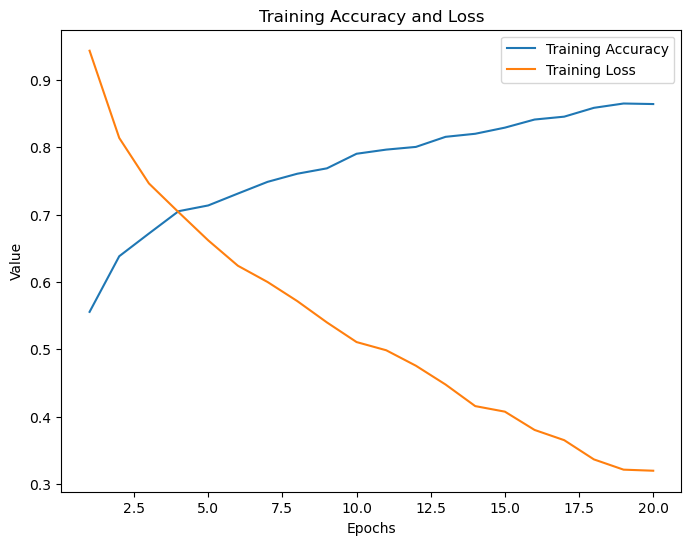 Training Accuracy and Loss
Training Accuracy
Training Loss
0.9
0.8
0.7
0.6
0.5
0.4
0.3
Value
2.5 5.0 7.5 10.0 12.5 15.0 17.5 20.0
Epochs